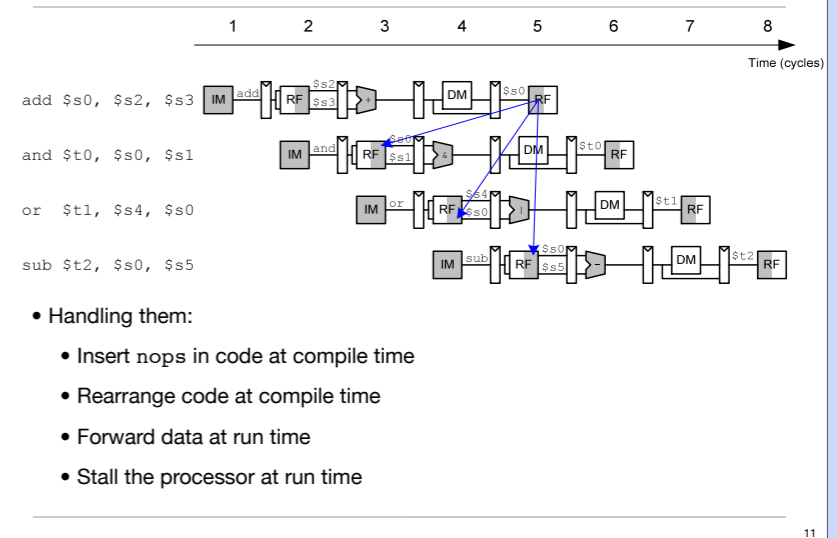 1 2 3 4 5 6 7 8
Time (cycles)
add $s0, $s2, $s3 IM add RF $s2 $s3 + DM $s0 RF
and $t0, $s0, $s1 IM and RF $s0 $s1 & DM $t0 RF
or $t1, $s4, $s0 IM or RF $s4 $s0 | DM $t1 RF
sub $t2, $s0, $s5 IM sub RF $s0 $s5 - DM $t2 RF
• Handling them:
• Insert nops in code at compile time
• Rearrange code at compile time
• Forward data at run time
• Stall the processor at run time
11